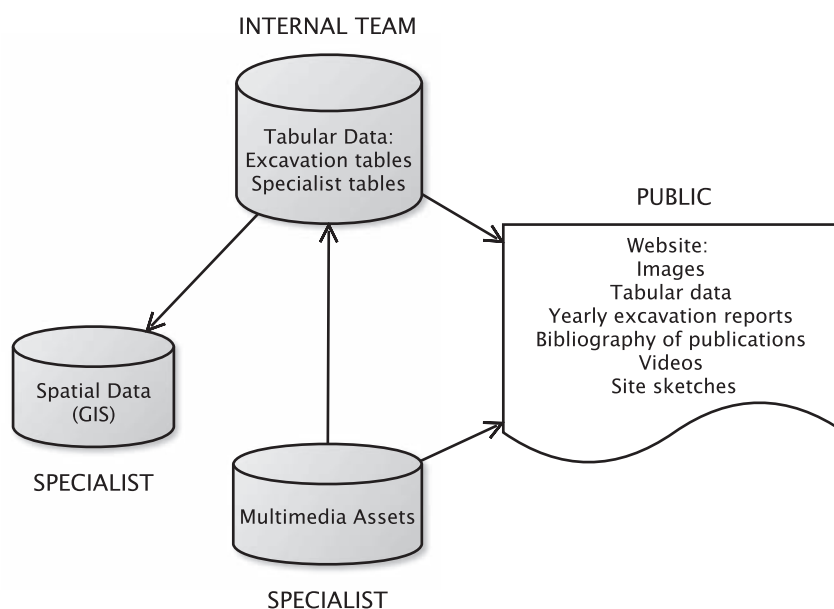 INTERNAL TEAM
Tabular Data:
Excavation tables
Specialist tables
PUBLIC
Website:
Images
Tabular data
Yearly excavation reports
Bibliography of publications
Videos
Site sketches
Spatial Data
(GIS)
SPECIALIST
Multimedia Assets
SPECIALIST